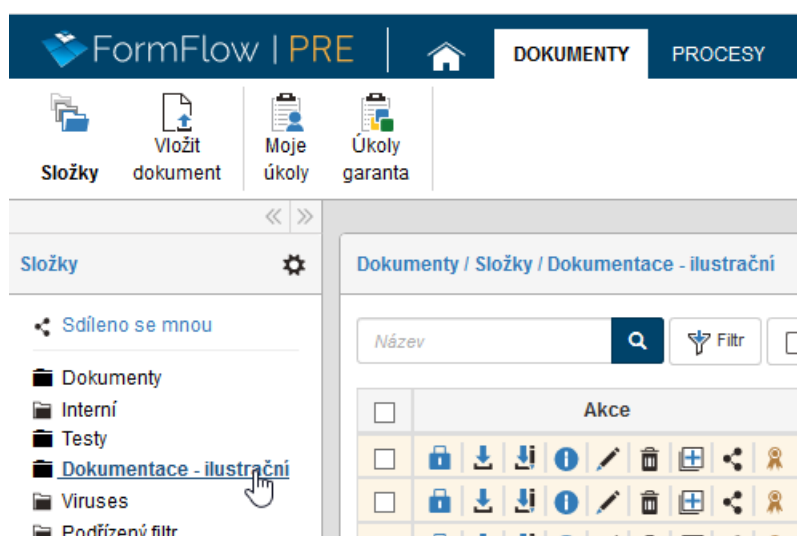 FormFlow | PRE
DOKUMENTY
PROCESY
Složky
Vložit
dokument
Moje
úkoly
Úkoly
garanta
Složky
Sdíleno se mnou
Dokumenty
Interní
Testy
Dokumentace - ilustrační
Viruses
Podřízený filtr
Dokumenty / Složky / Dokumentace - ilustrační
Název
Filtr
Akce